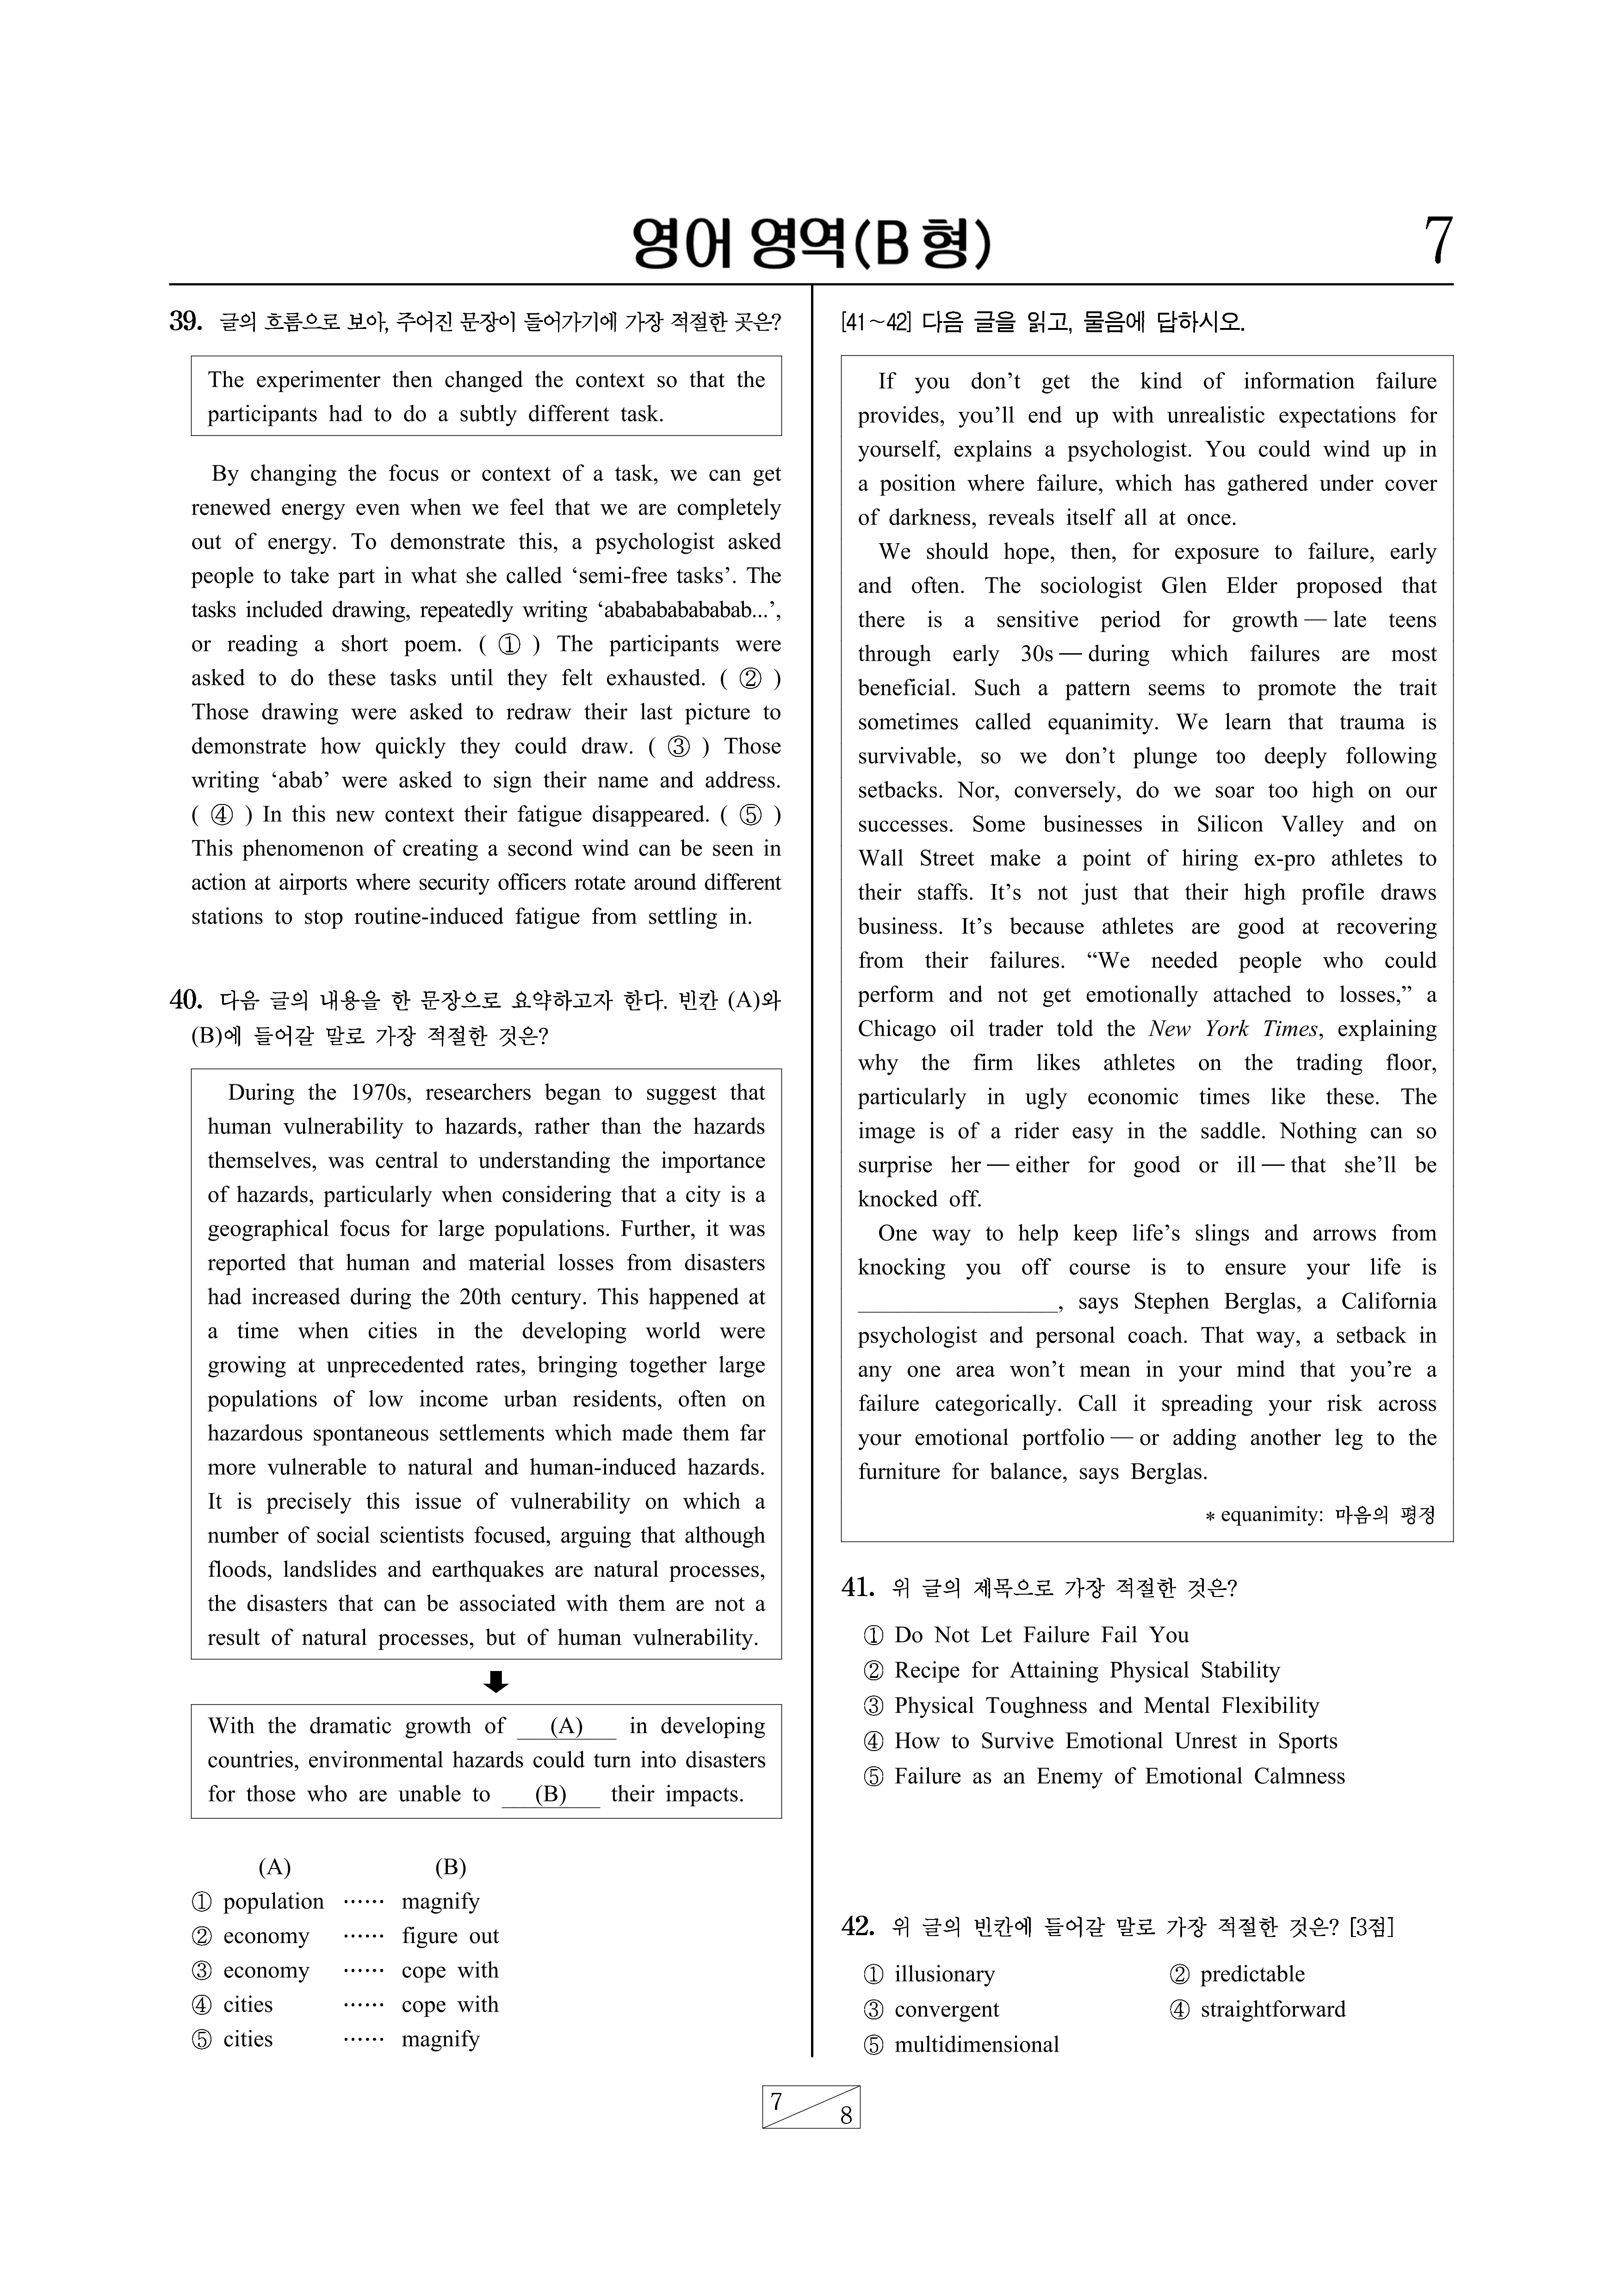 영어 영역(B형)
7
39. 글의 흐름으로 보아, 주어진 문장이 들어가기에 가장 적절한 곳은?
The experimenter then changed the context so that the
participants had to do a subtly different task.
By changing the focus or context of a task, we can get
renewed energy even when we feel that we are completely
out of energy. To demonstrate this, a psychologist asked
people to take part in what she called ‘semi-free tasks’. The
tasks included drawing, repeatedly writing ‘ababababababab...’,
or reading a short poem. ( ① ) The participants were
asked to do these tasks until they felt exhausted. ( ② )
Those drawing were asked to redraw their last picture to
demonstrate how quickly they could draw. ( ③ ) Those
writing ‘abab’ were asked to sign their name and address.
( ④ ) In this new context their fatigue disappeared. ( ⑤ )
This phenomenon of creating a second wind can be seen in
action at airports where security officers rotate around different
stations to stop routine-induced fatigue from settling in.
40. 다음 글의 내용을 한 문장으로 요약하고자 한다. 빈칸 (A)와
(B)에 들어갈 말로 가장 적절한 것은?
During the 1970s, researchers began to suggest that
human vulnerability to hazards, rather than the hazards
themselves, was central to understanding the importance
of hazards, particularly when considering that a city is a
geographical focus for large populations. Further, it was
reported that human and material losses from disasters
had increased during the 20th century. This happened at
a time when cities in the developing world were
growing at unprecedented rates, bringing together large
populations of low income urban residents, often on
hazardous spontaneous settlements which made them far
more vulnerable to natural and human-induced hazards.
It is precisely this issue of vulnerability on which a
number of social scientists focused, arguing that although
floods, landslides and earthquakes are natural processes,
the disasters that can be associated with them are not a
result of natural processes, but of human vulnerability.
With the dramatic growth of (A) in developing
countries, environmental hazards could turn into disasters
for those who are unable to (B) their impacts.
(A) (B)
① population ⋯⋯ magnify
② economy ⋯⋯ figure out
③ economy ⋯⋯ cope with
④ cities ⋯⋯ cope with
⑤ cities ⋯⋯ magnify
[41～42] 다음 글을 읽고, 물음에 답하시오.
If you don’t get the kind of information failure
provides, you’ll end up with unrealistic expectations for
yourself, explains a psychologist. You could wind up in
a position where failure, which has gathered under cover
of darkness, reveals itself all at once.
We should hope, then, for exposure to failure, early
and often. The sociologist Glen Elder proposed that
there is a sensitive period for growth — late teens
through early 30s — during which failures are most
beneficial. Such a pattern seems to promote the trait
sometimes called equanimity. We learn that trauma is
survivable, so we don’t plunge too deeply following
setbacks. Nor, conversely, do we soar too high on our
successes. Some businesses in Silicon Valley and on
Wall Street make a point of hiring ex-pro athletes to
their staffs. It’s not just that their high profile draws
business. It’s because athletes are good at recovering
from their failures. “We needed people who could
perform and not get emotionally attached to losses,” a
Chicago oil trader told the New York Times, explaining
why the firm likes athletes on the trading floor,
particularly in ugly economic times like these. The
image is of a rider easy in the saddle. Nothing can so
surprise her — either for good or ill — that she’ll be
knocked off.
One way to help keep life’s slings and arrows from
knocking you off course is to ensure your life is
________________, says Stephen Berglas, a California
psychologist and personal coach. That way, a setback in
any one area won’t mean in your mind that you’re a
failure categorically. Call it spreading your risk across
your emotional portfolio — or adding another leg to the
furniture for balance, says Berglas.
* equanimity: 마음의 평정
41. 위 글의 제목으로 가장 적절한 것은?
① Do Not Let Failure Fail You
② Recipe for Attaining Physical Stability
③ Physical Toughness and Mental Flexibility
④ How to Survive Emotional Unrest in Sports
⑤ Failure as an Enemy of Emotional Calmness
42. 위 글의 빈칸에 들어갈 말로 가장 적절한 것은? [3점]
① illusionary ② predictable
③ convergent ④ straightforward
⑤ multidimensional
7
8